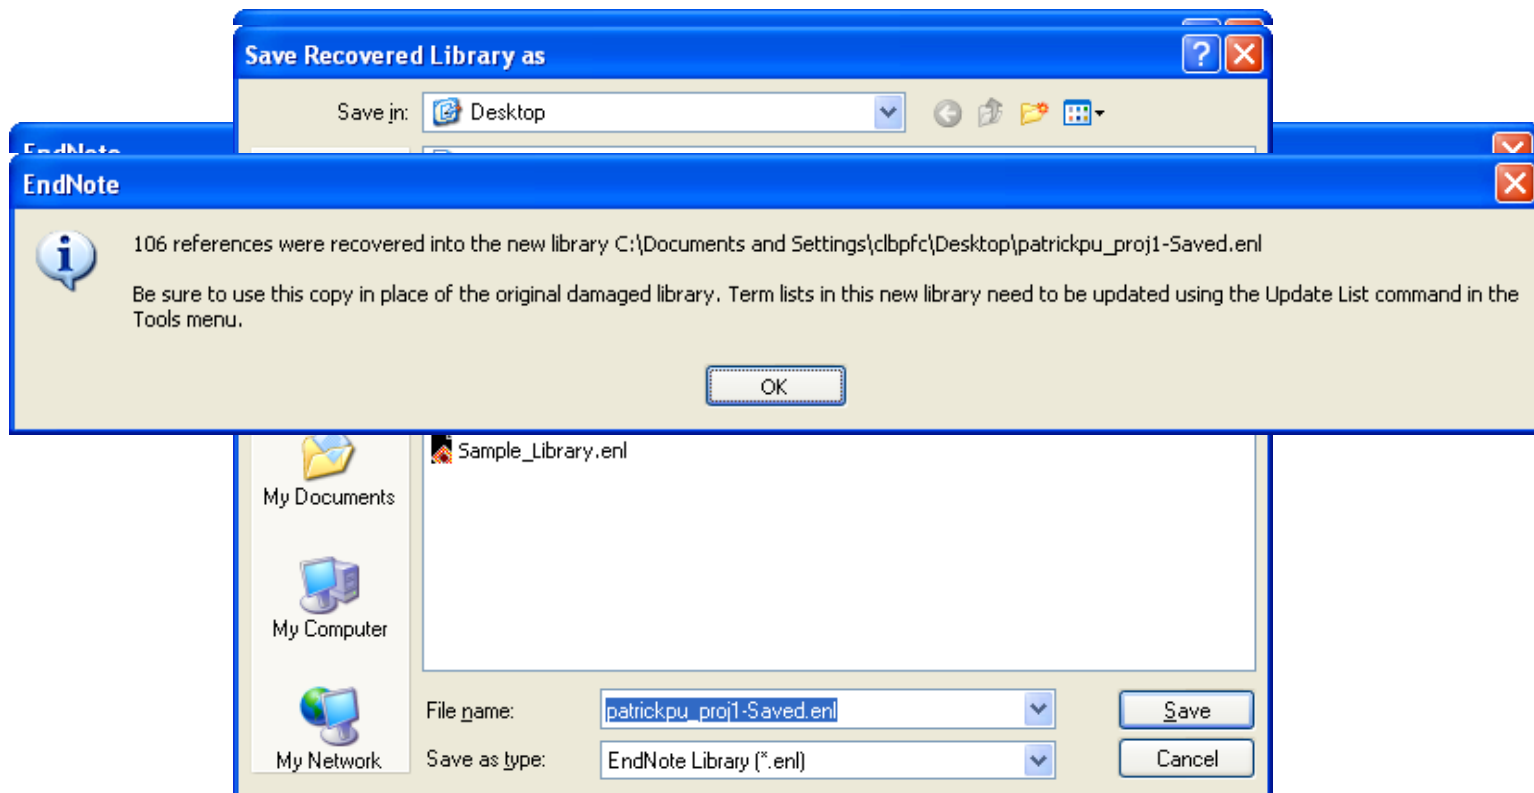 Save Recovered Library as
Save in: Desktop
EndNote
EndNote
106 references were recovered into the new library C:\Documents and Settings\clbpfc\Desktop\patrickpu_proj1-Saved.enl
Be sure to use this copy in place of the original damaged library. Term lists in this new library need to be updated using the Update List command in the
Tools menu.
OK
Sample_Library.enl
My Documents
My Computer
My Network
File name: patrickpu_proj1-Saved.enl Save
Save as type: EndNote Library (*.enl) Cancel